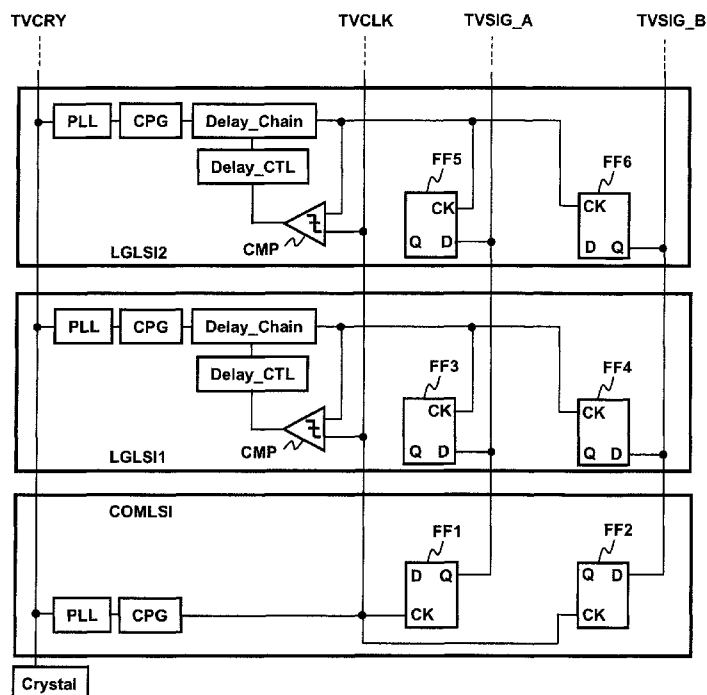 TVCRY TVCLK TVSIG_A TVSIG_B
PLL CPG Delay_Chain
Delay_CTL
FF5 FF6
CK CK
CMP
Q D D Q
LGLSI2
PLL CPG Delay_Chain
Delay_CTL
FF3 FF4
CK CK
CMP
Q D Q D
LGLSI1
COMLSI
FF1 FF2
D Q Q D
PLL CPG CK CK
Crystal